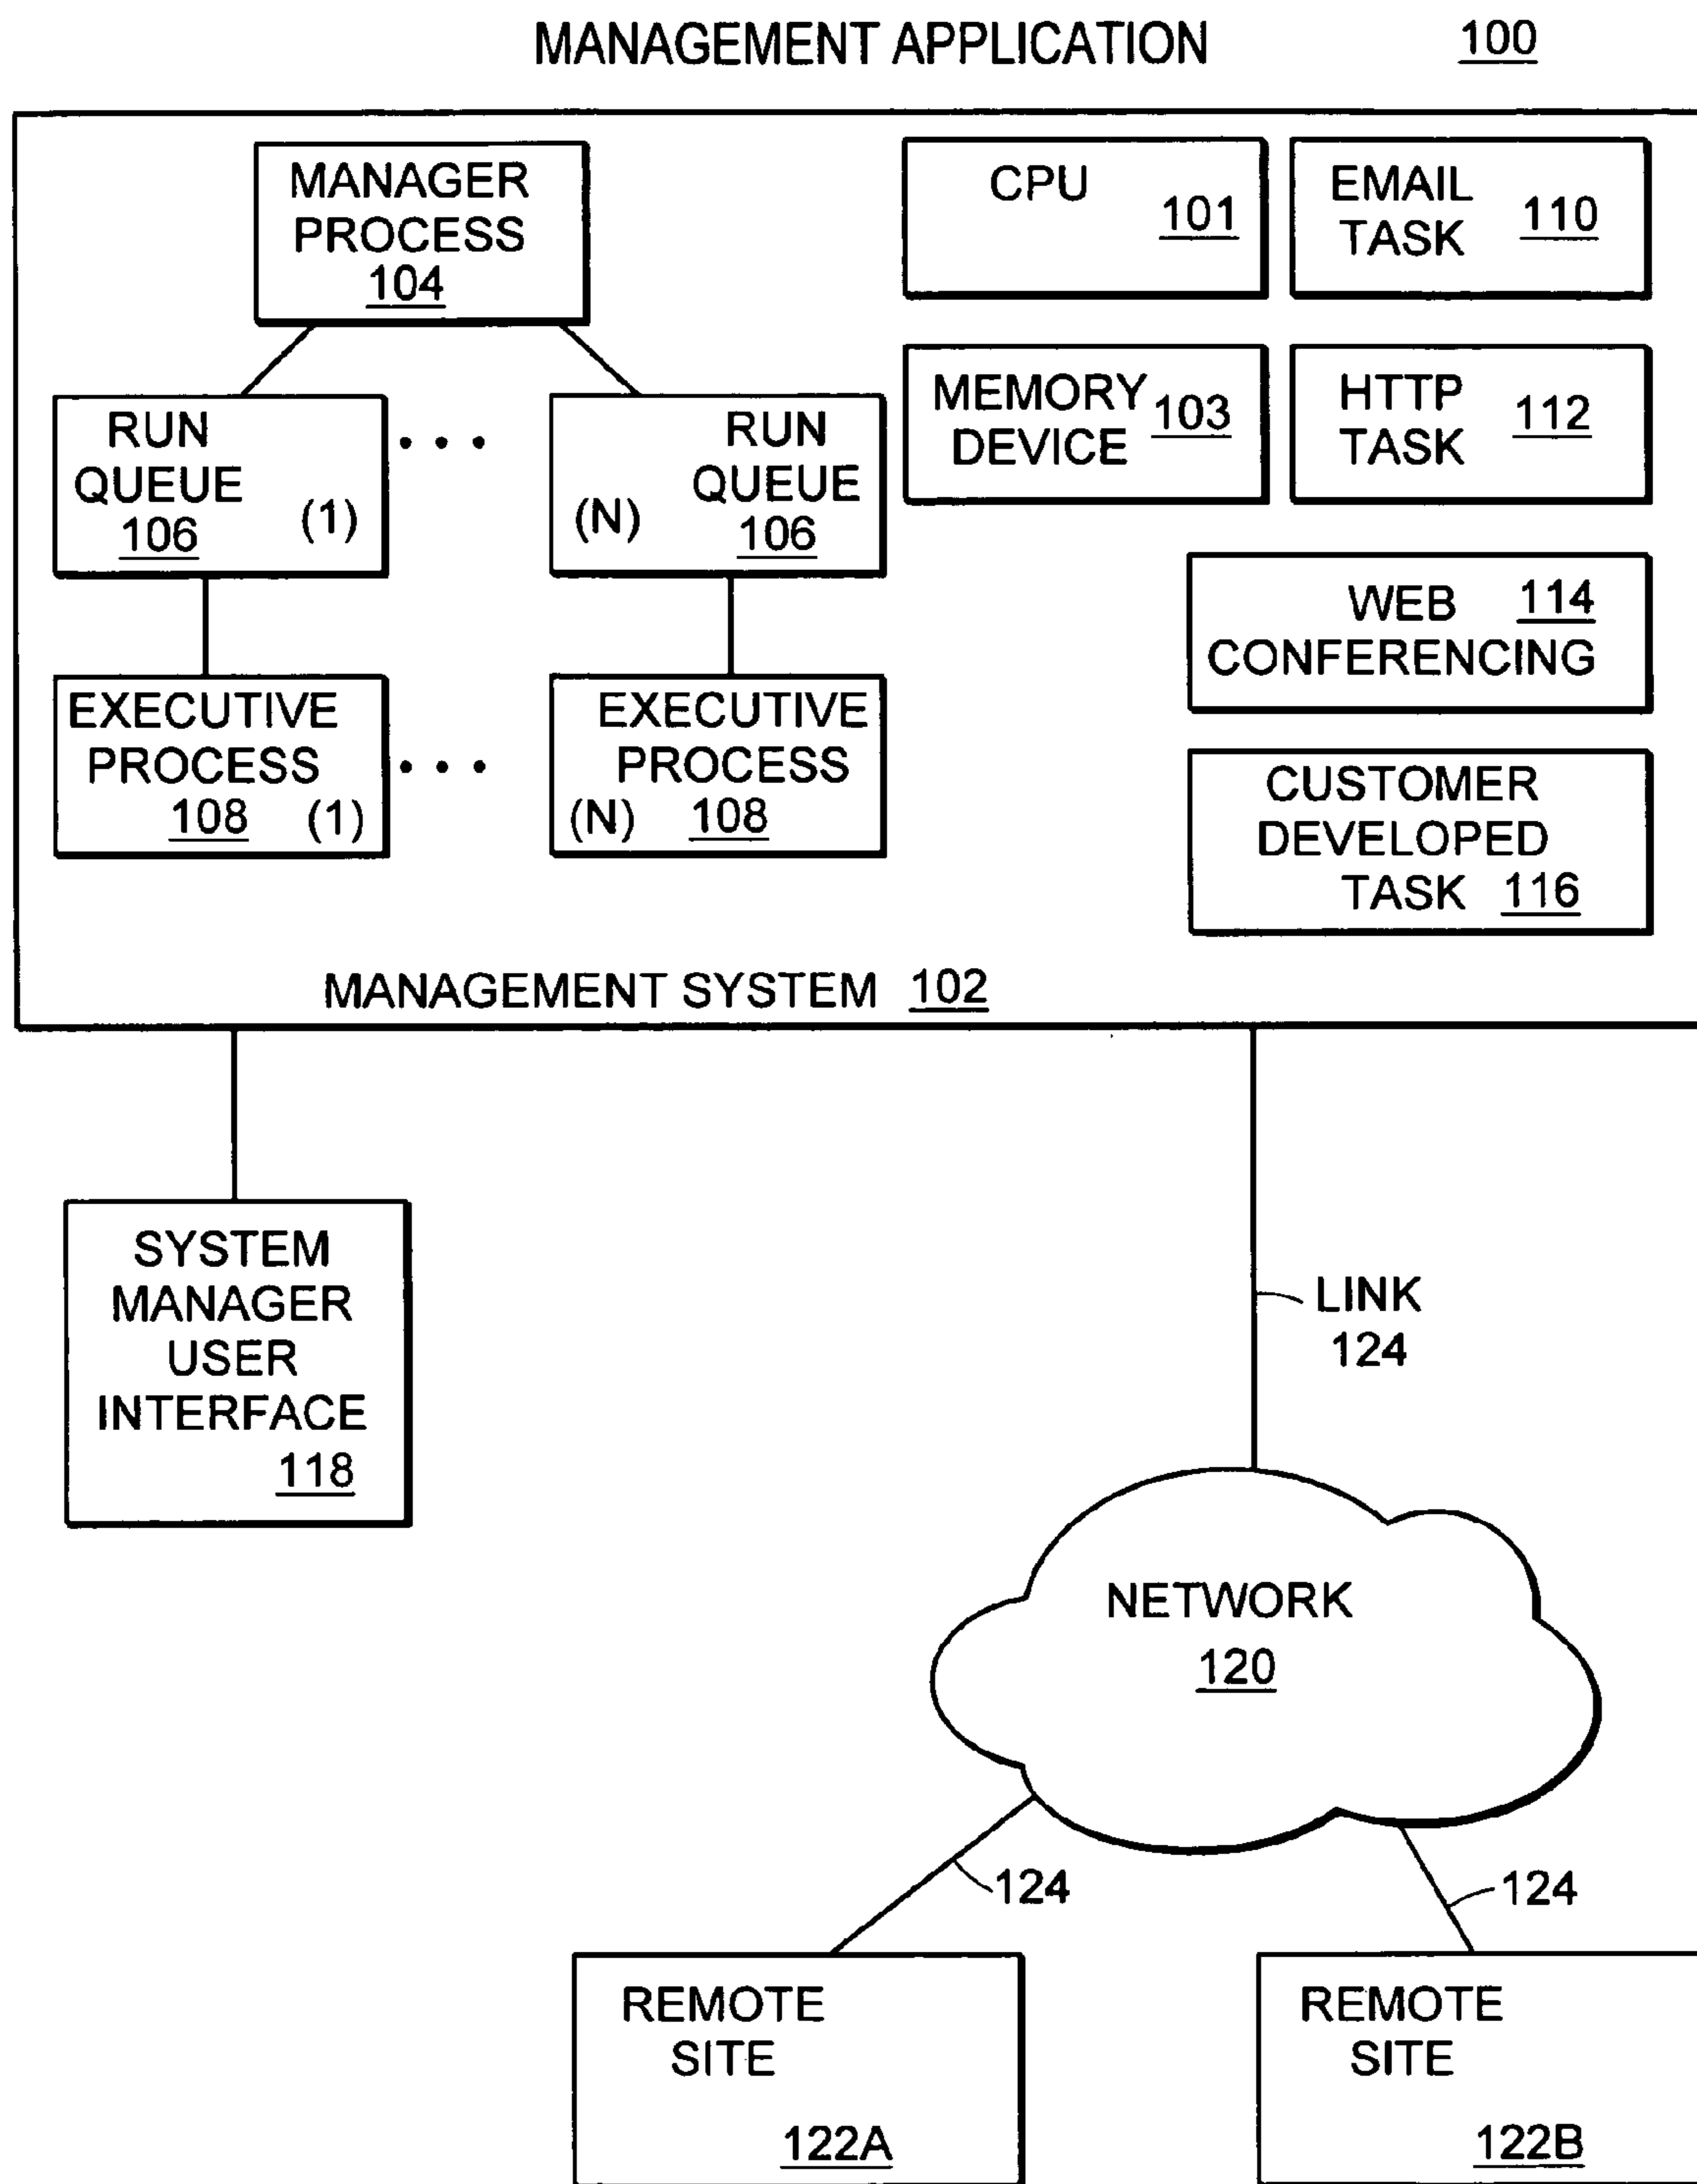 MANAGEMENT APPLICATION 100
MANAGER
PROCESS
104
CPU
101
EMAIL
TASK 110
RUN
QUEUE
106 (1)
• • •
RUN
QUEUE
(N) 106
MEMORY
DEVICE 103
HTTP
TASK 112
WEB 114
CONFERENCING
EXECUTIVE
PROCESS
108 (1)
• • •
EXECUTIVE
PROCESS
(N) 108
CUSTOMER
DEVELOPED
TASK 116
MANAGEMENT SYSTEM 102
SYSTEM
MANAGER
USER
INTERFACE
118
LINK
124
NETWORK
120
124
124
REMOTE
SITE
122A
REMOTE
SITE
122B